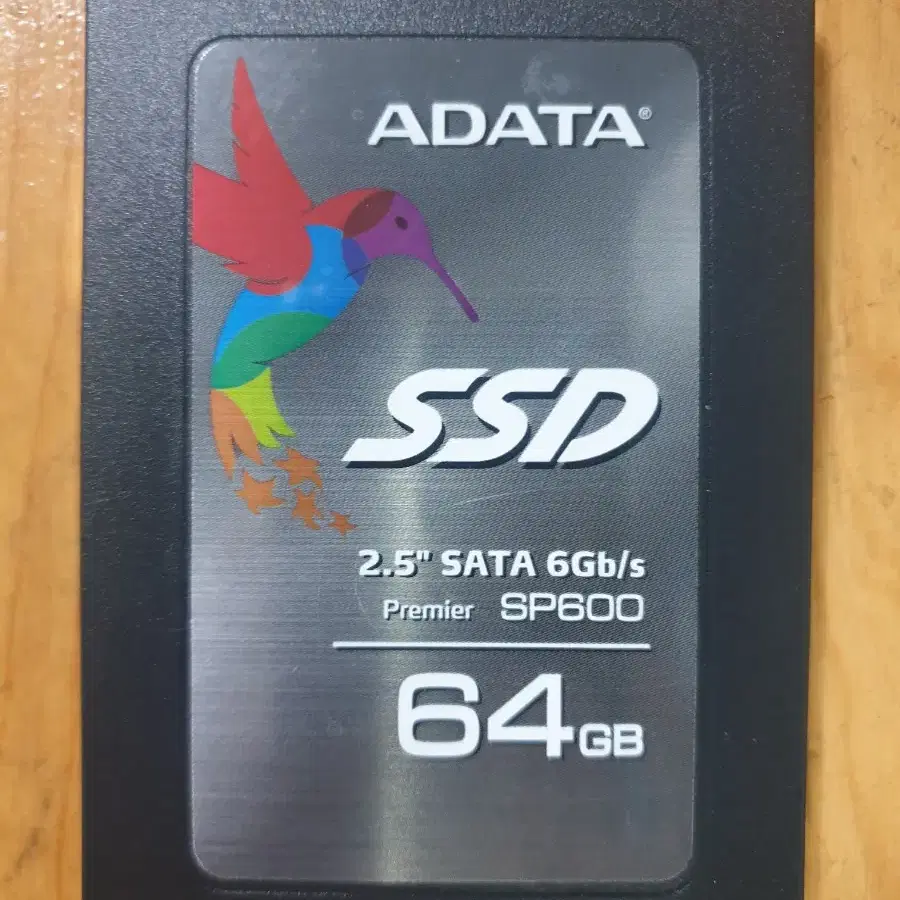 ADATA®
SSD
2.5" SATA 6Gb/s
Premier SP600
64GB